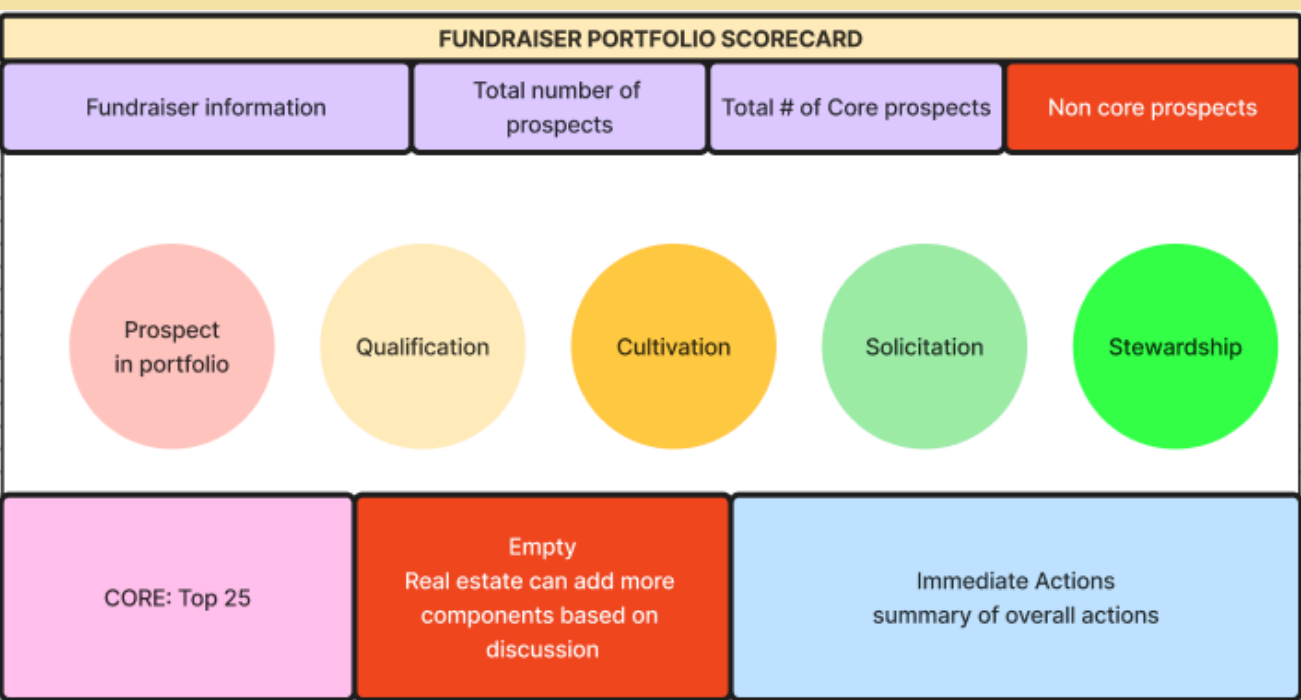 FUNDRAISER PORTFOLIO SCORECARD
Fundraiser information
Total number of
prospects
Total # of Core prospects
Non core prospects
Prospect
in portfolio
Qualification
Cultivation
Solicitation
Stewardship
CORE: Top 25
Empty
Real estate can add more
components based on
discussion
Immediate Actions
summary of overall actions